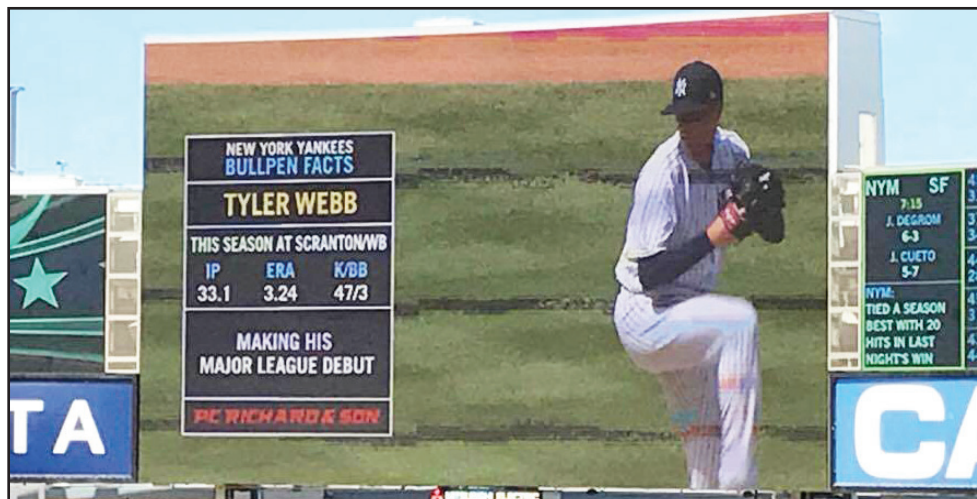 NEW YORK YANKEES
BULLPEN FACTS
TYLER WEBB
THIS SEASON AT SCRANTON/WB
IP ERA K/BB
33.1 3.24 47/3
MAKING HIS
MAJOR LEAGUE DEBUT
P.C. RICHARD & SON
NYM SF
7:15
J. DEGROM
6-3
J. CUETO
5-7
NYM:
TIED A SEASON
BEST WITH 20
HITS IN LAST
NIGHT'S WIN
TA
CA